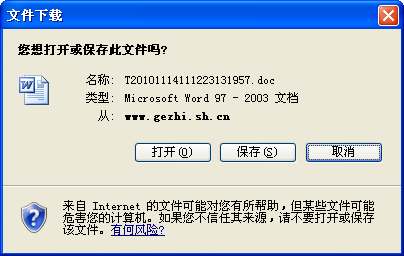 文件下载
您想打开或保存此文件吗?
名称: T20101114111223131957.doc
类型: Microsoft Word 97 - 2003 文档
从: www.gezhi.sh.cn
打开(O) 保存(S) 取消
来自 Internet 的文件可能对您有所帮助，但某些文件可能
危害您的计算机。如果您不信任其来源，请不要打开或保存
该文件。有何风险?